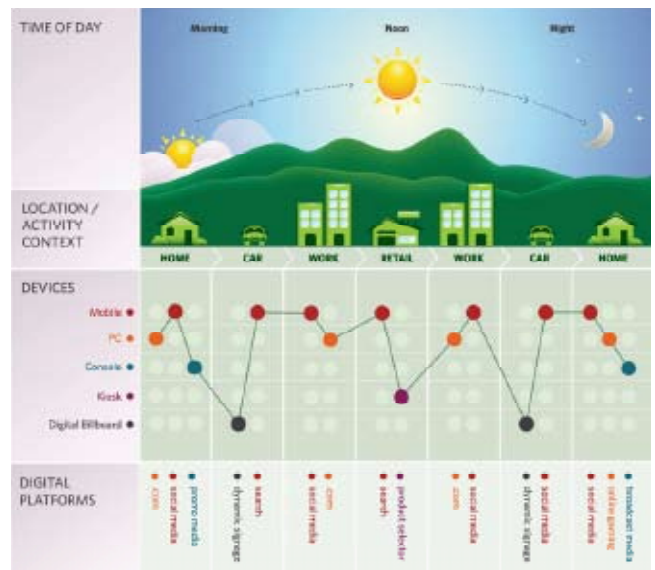 TIME OF DAY
Morning
Noon
Night
LOCATION /
ACTIVITY
CONTEXT
HOME
CAR
WORK
RETAIL
WORK
CAR
HOME
DEVICES
Mobile
PC
Console
Kiosk
Digital Billboard
DIGITAL
PLATFORMS
.com
social media
promo media
dynamic signage
search
social media
.com
search
product selector
.com
social media
dynamic signage
social media
social media
online gaming
broadcast media